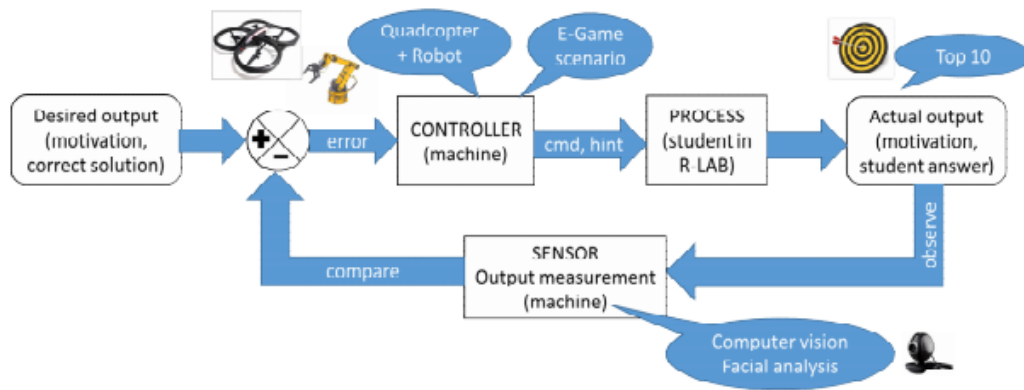 Quadcopter
+ Robot
E-Game
scenario
Top 10
Desired output
(motivation,
correct solution)
+
-
error
CONTROLLER
(machine)
cmd, hint
PROCESS
(student in
R-LAB)
Actual output
(motivation,
student answer)
observe
SENSOR
Output measurement
(machine)
compare
Computer vision
Facial analysis